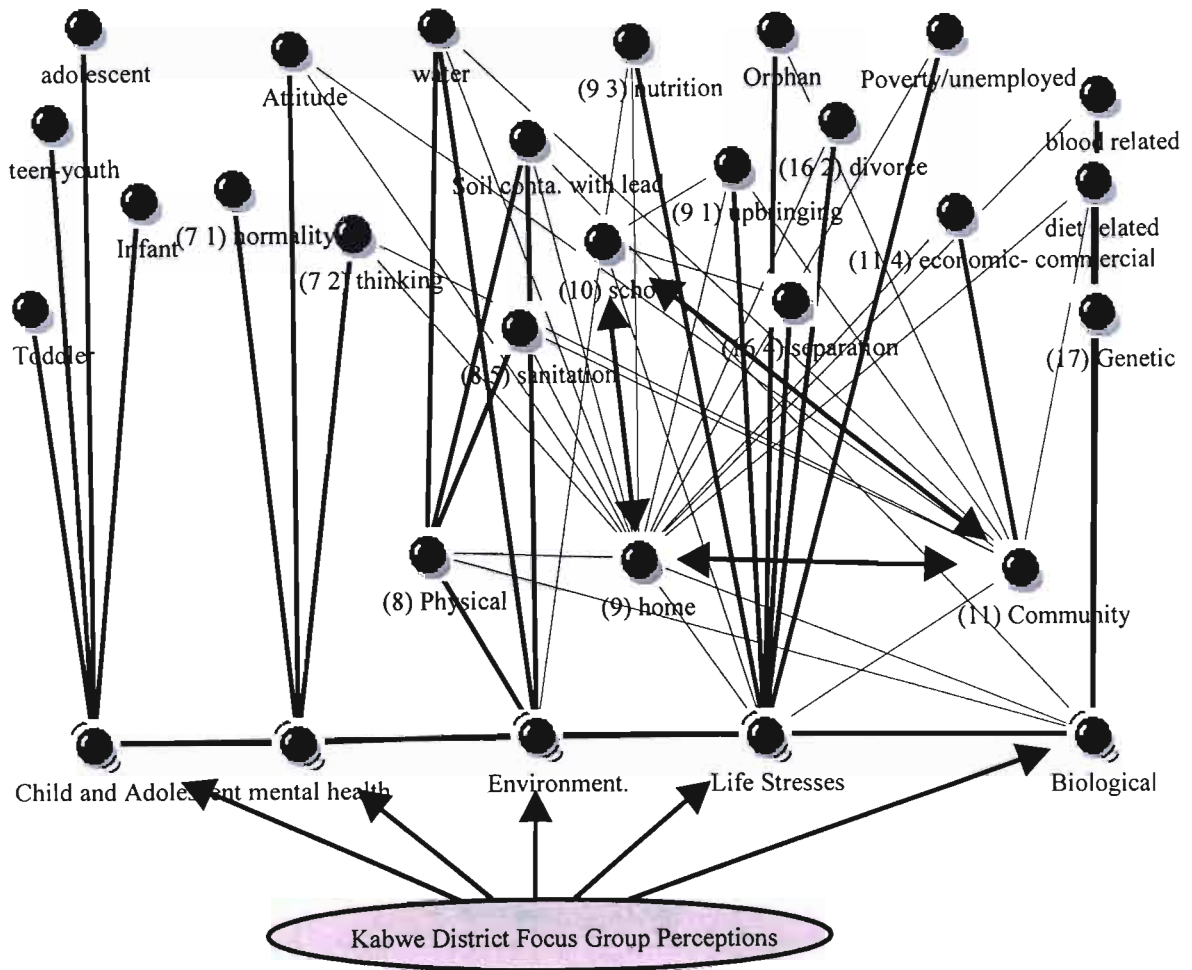 adolescent
Attitude
water
(9 3) nutrition
Orphan
Poverty/unemployed
teen-youth
Soil conta. with lead
(16 2) divorce
blood related
Infant
(7 1) normality
(9 1) upbringing
diet related
(7 2) thinking
(10) school
(11 4) economic- commercial
Toddler
(8 5) sanitation
(16 4) separation
(17) Genetic
(8) Physical
(9) home
(11) Community
Child and Adolescent mental health
Environment.
Life Stresses
Biological
Kabwe District Focus Group Perceptions